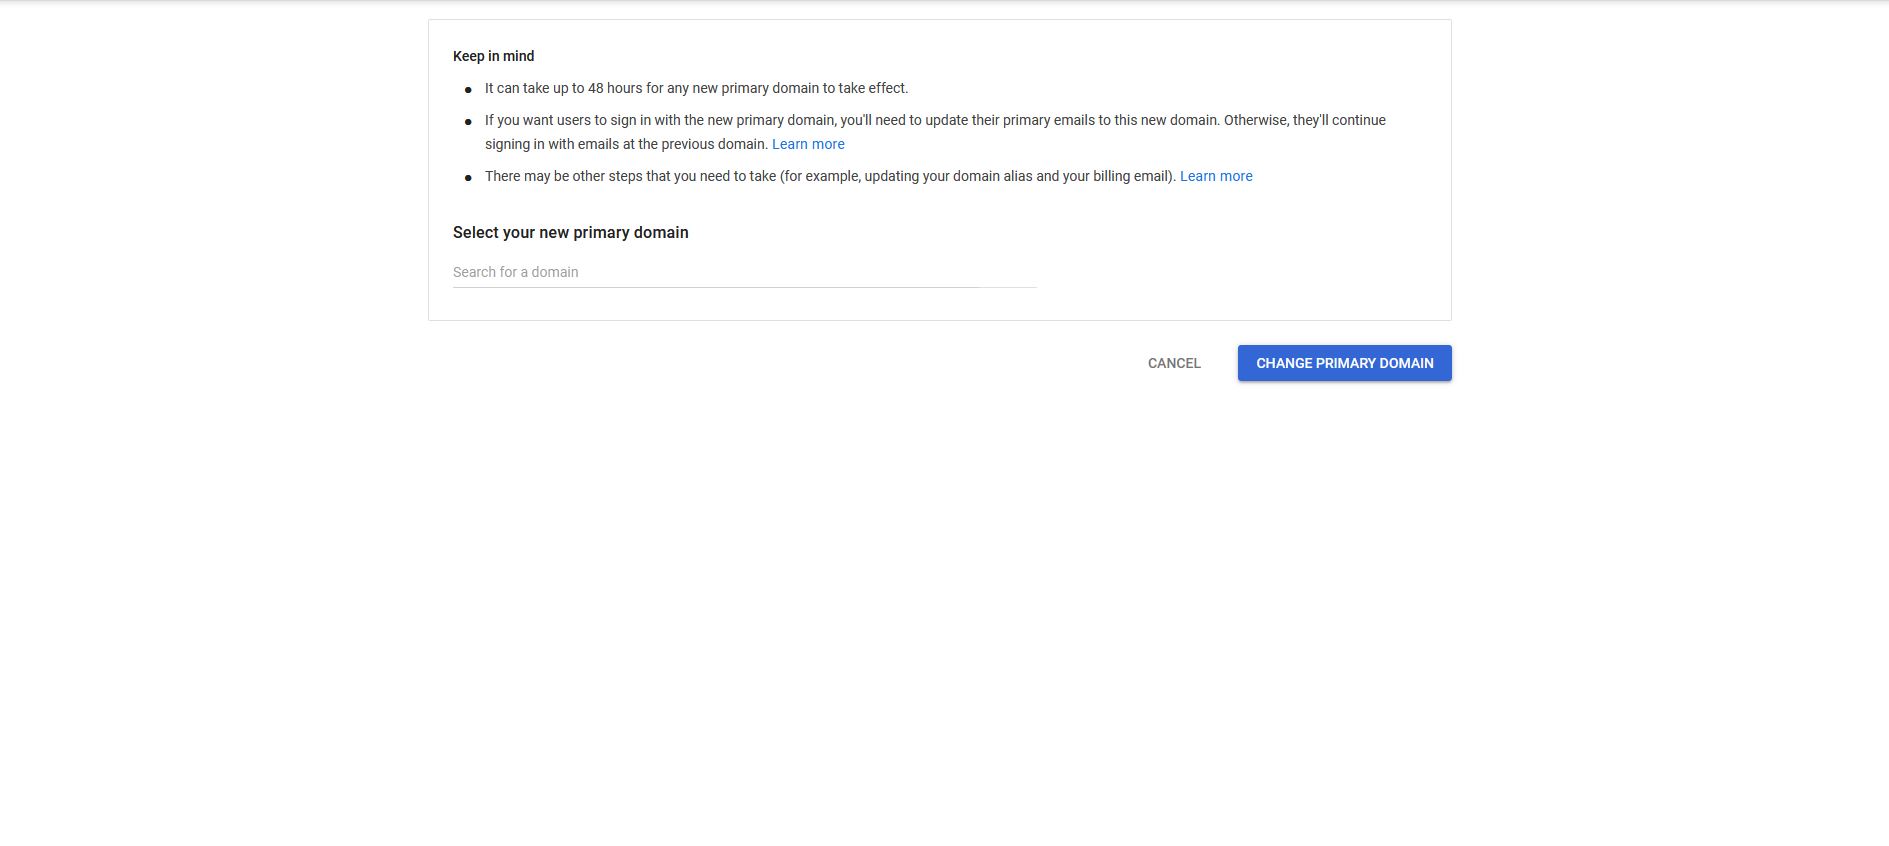 Keep in mind
It can take up to 48 hours for any new primary domain to take effect.
If you want users to sign in with the new primary domain, you'll need to update their primary emails to this new domain. Otherwise, they'll continue
signing in with emails at the previous domain. Learn more
There may be other steps that you need to take (for example, updating your domain alias and your billing email). Learn more
Select your new primary domain
Search for a domain
CANCEL
CHANGE PRIMARY DOMAIN